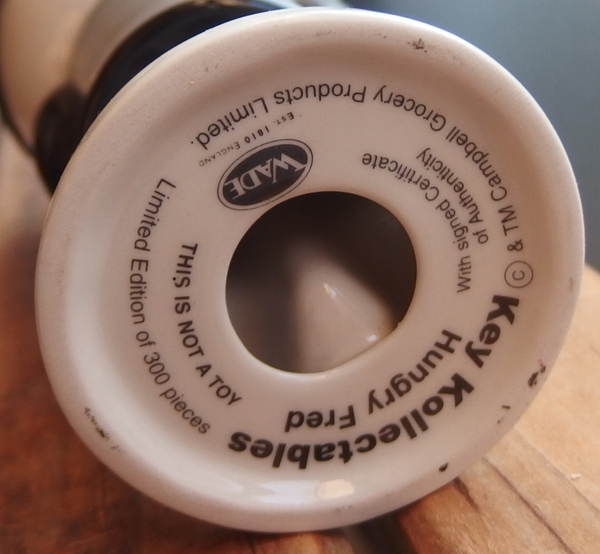 Key Kollectables
Hungry Fred
© & TM Campbell Grocery Products Limited.
With signed Certificate
of Authenticity
EST. 1810 ENGLAND
WADE
Limited Edition of 300 pieces
THIS IS NOT A TOY